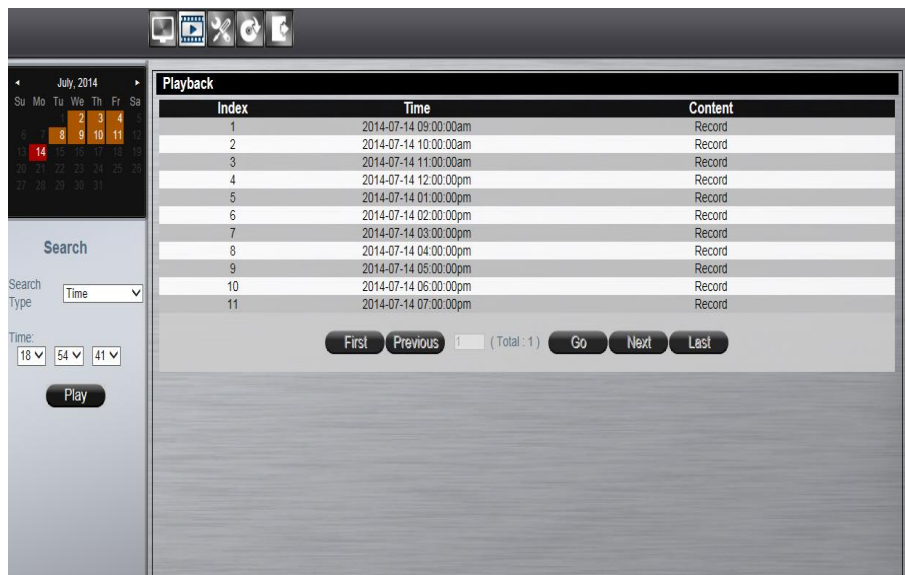 July, 2014
Su Mo Tu We Th Fr Sa
1 2 3 4 5
6 7 8 9 10 11 12
13 14 15 16 17 18 19
20 21 22 23 24 25 26
27 28 29 30 31
Search
Search Type Time
Time:
18 54 41
Play
Playback
Index Time Content
1 2014-07-14 09:00:00am Record
2 2014-07-14 10:00:00am Record
3 2014-07-14 11:00:00am Record
4 2014-07-14 12:00:00pm Record
5 2014-07-14 01:00:00pm Record
6 2014-07-14 02:00:00pm Record
7 2014-07-14 03:00:00pm Record
8 2014-07-14 04:00:00pm Record
9 2014-07-14 05:00:00pm Record
10 2014-07-14 06:00:00pm Record
11 2014-07-14 07:00:00pm Record
First Previous 1 ( Total : 1 ) Go Next Last